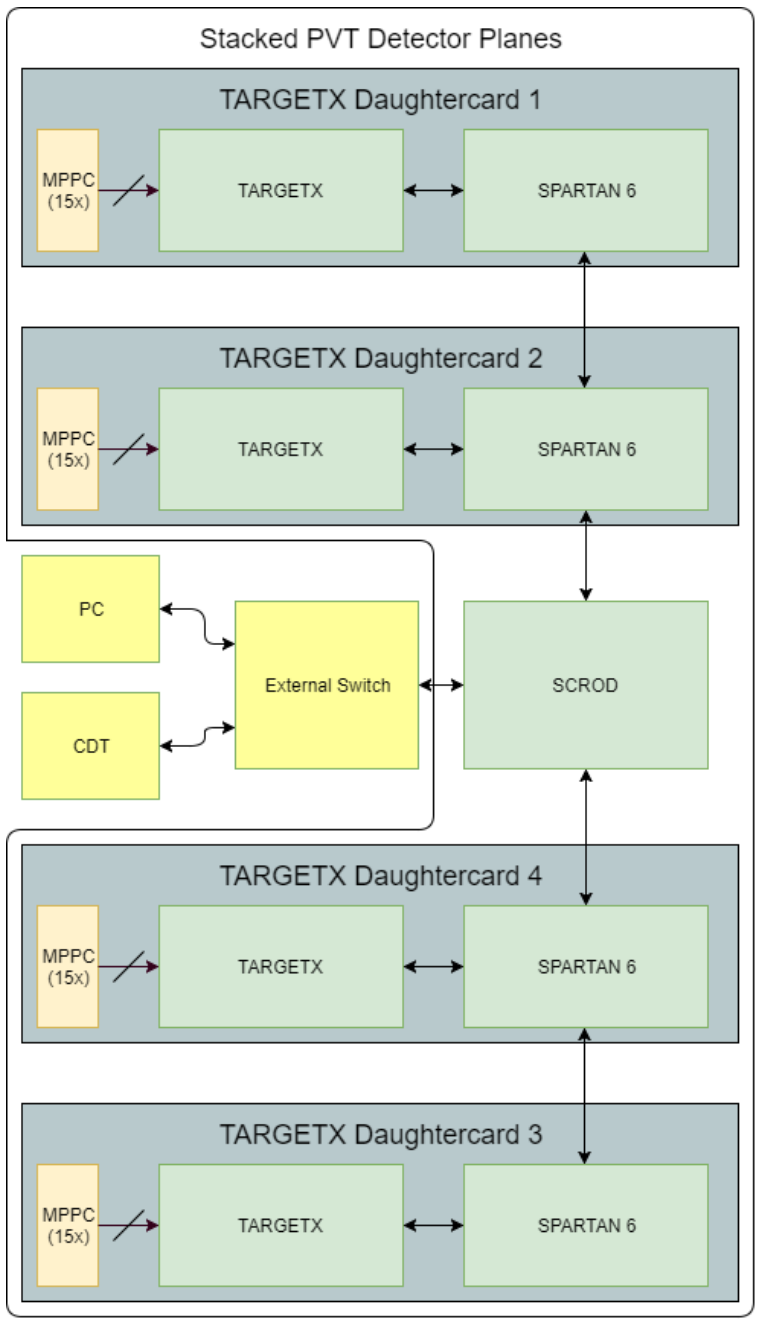 Stacked PVT Detector Planes
TARGETX Daughtercard 1
MPPC
(15x)
TARGETX
SPARTAN 6
TARGETX Daughtercard 2
MPPC
(15x)
TARGETX
SPARTAN 6
PC
External Switch
SCROD
CDT
TARGETX Daughtercard 4
MPPC
(15x)
TARGETX
SPARTAN 6
TARGETX Daughtercard 3
MPPC
(15x)
TARGETX
SPARTAN 6